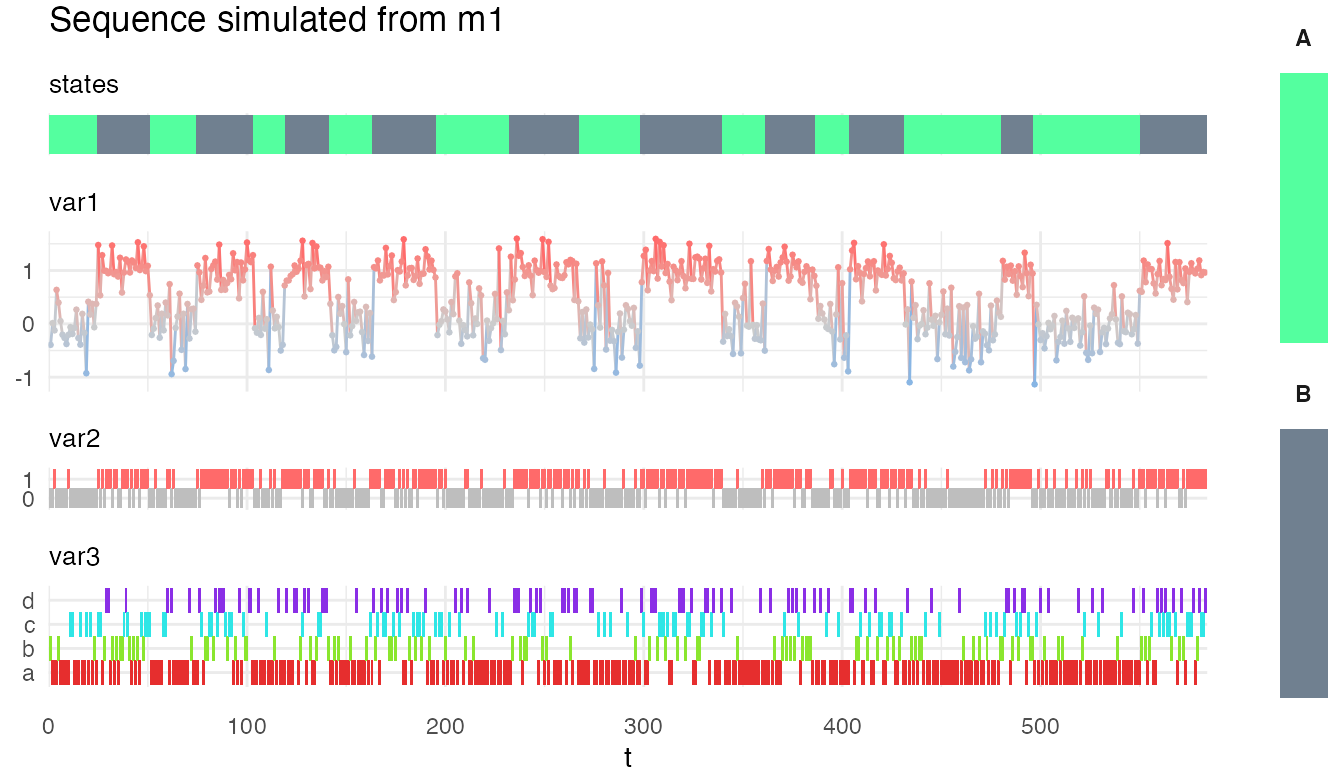 Sequence simulated from m1
A
states
var1
1
0
-1
B
var2
1
0
var3
d
c
b
a
0 100 200 300 400 500
t